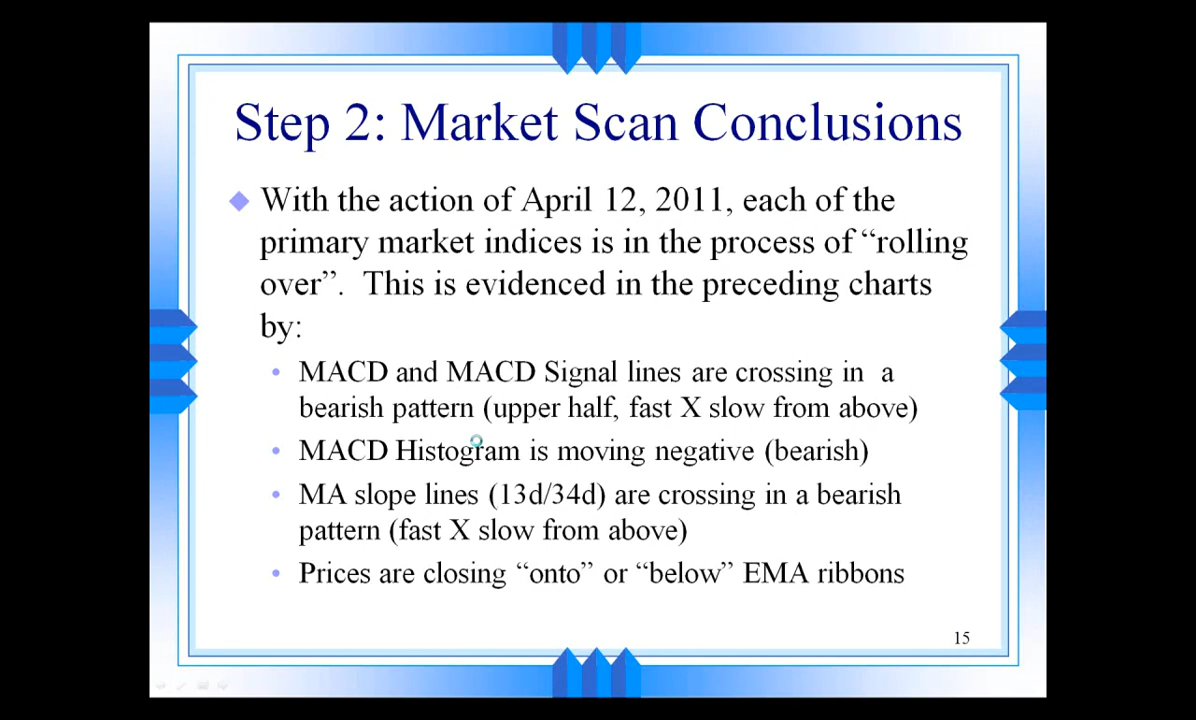 Step 2: Market Scan Conclusions
With the action of April 12, 2011, each of the
primary market indices is in the process of “rolling
over”.  This is evidenced in the preceding charts
by:
MACD and MACD Signal lines are crossing in a
bearish pattern (upper half, fast X slow from above)
MACD Histogram is moving negative (bearish)
MA slope lines (13d/34d) are crossing in a bearish
pattern (fast X slow from above)
Prices are closing “onto” or “below” EMA ribbons
15